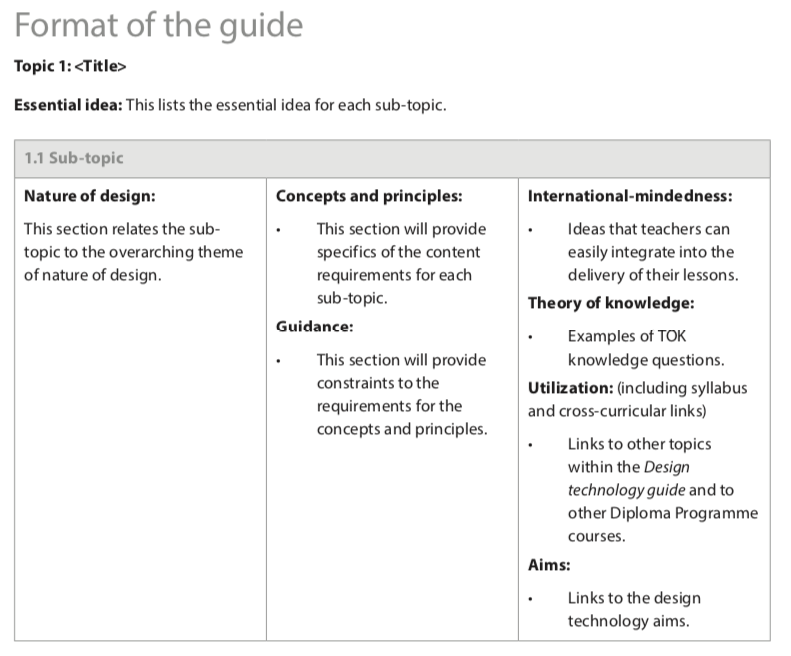 Format of the guide
Topic 1: <Title>
Essential idea: This lists the essential idea for each sub-topic.
1.1 Sub-topic
Nature of design:
This section relates the sub-
topic to the overarching theme
of nature of design.
Concepts and principles:
• This section will provide
specifics of the content
requirements for each
sub-topic.
Guidance:
• This section will provide
constraints to the
requirements for the
concepts and principles.
International-mindedness:
• Ideas that teachers can
easily integrate into the
delivery of their lessons.
Theory of knowledge:
• Examples of TOK
knowledge questions.
Utilization: (including syllabus
and cross-curricular links)
• Links to other topics
within the Design
technology guide and to
other Diploma Programme
courses.
Aims:
• Links to the design
technology aims.